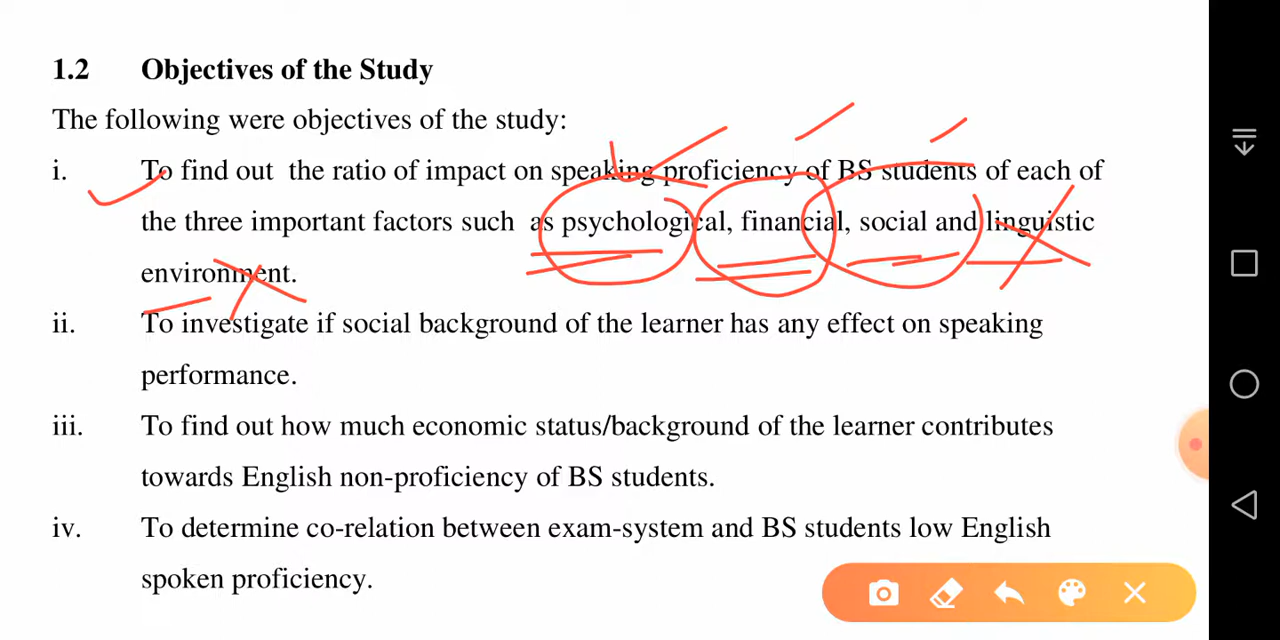 1.2 Objectives of the Study
The following were objectives of the study:
i. To find out the ratio of impact on speaking proficiency of BS students of each of
the three important factors such as psychological, financial, social and linguistic
environment.
ii. To investigate if social background of the learner has any effect on speaking
performance.
iii. To find out how much economic status/background of the learner contributes
towards English non-proficiency of BS students.
iv. To determine co-relation between exam-system and BS students low English
spoken proficiency.